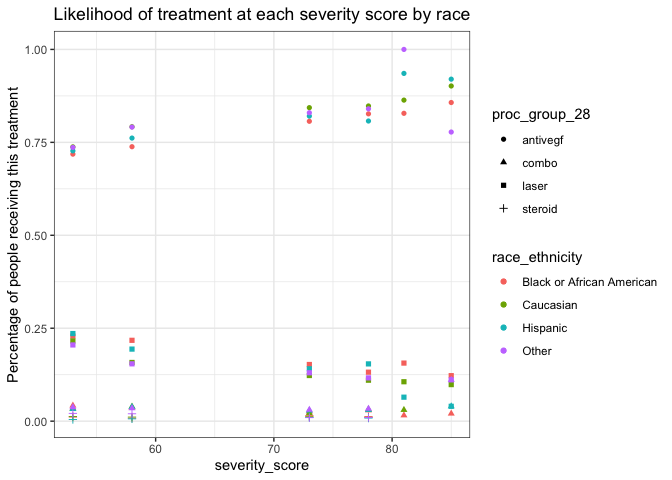 Likelihood of treatment at each severity score by race
Percentage of people receiving this treatment
1.00
0.75
0.50
0.25
0.00
60
70
80
severity_score
proc_group_28
antivegf
combo
laser
steroid
race_ethnicity
Black or African American
Caucasian
Hispanic
Other